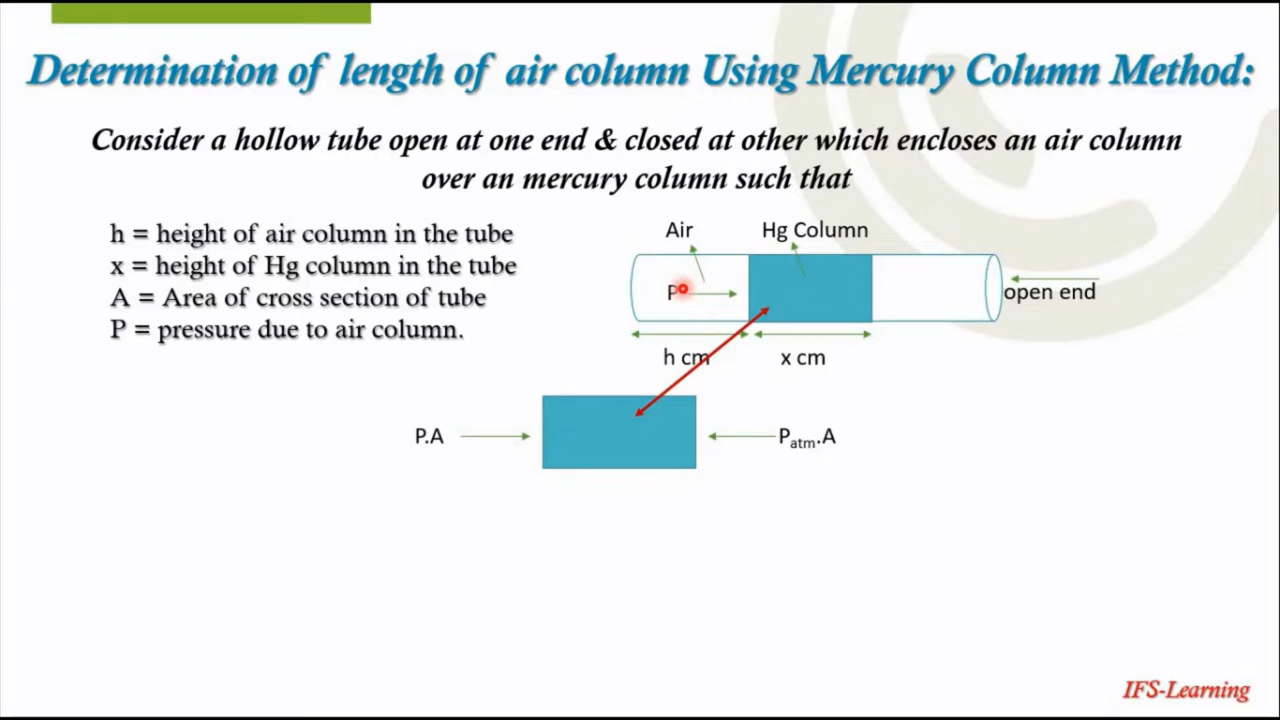 Determination of length of air column Using Mercury Column Method:
Consider a hollow tube open at one end & closed at other which encloses an air column
over an mercury column such that
h = height of air column in the tube
x = height of Hg column in the tube
A = Area of cross section of tube
P = pressure due to air column.
Air
Hg Column
P
open end
h cm
x cm
P.A
Patm.A
IFS-Learning